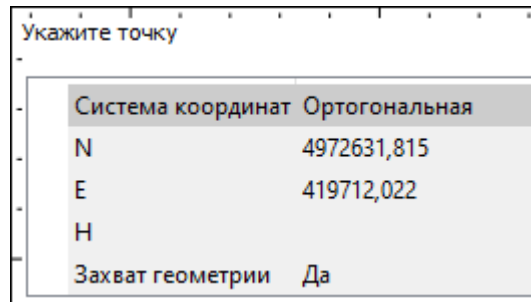 Укажите точку
Система координат Ортогональная
N 4972631,815
E 419712,022
H
Захват геометрии Да